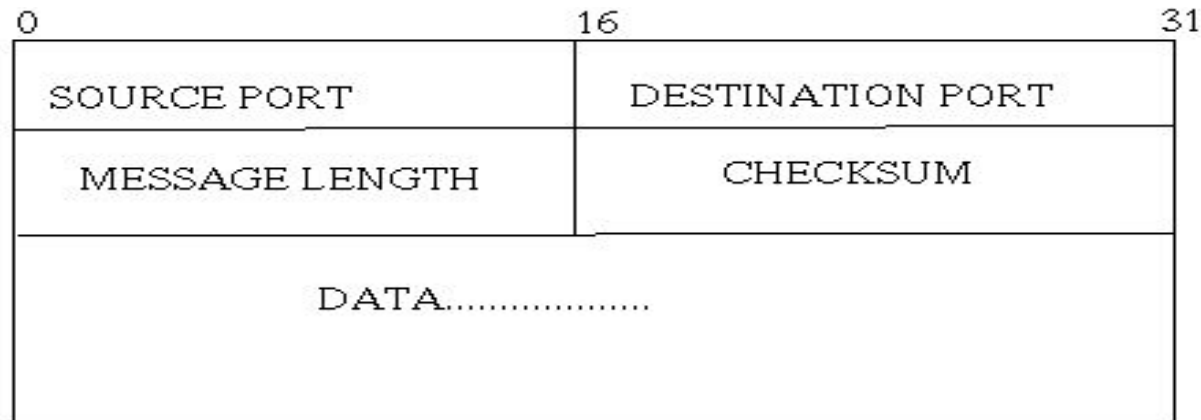 0 16 31
SOURCE PORT DESTINATION PORT
MESSAGE LENGTH CHECKSUM
DATA...................